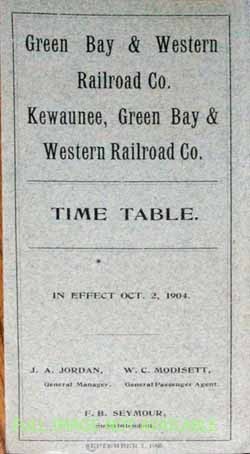 Green Bay & Western
Railroad Co.
Kewaunee, Green Bay &
Western Railroad Co.
TIME TABLE.
IN EFFECT OCT. 2, 1904.
J. A. JORDAN, W. C. MODISETT,
General Manager. General Passenger Agent.
F. B. SEYMOUR,
Superintendent.